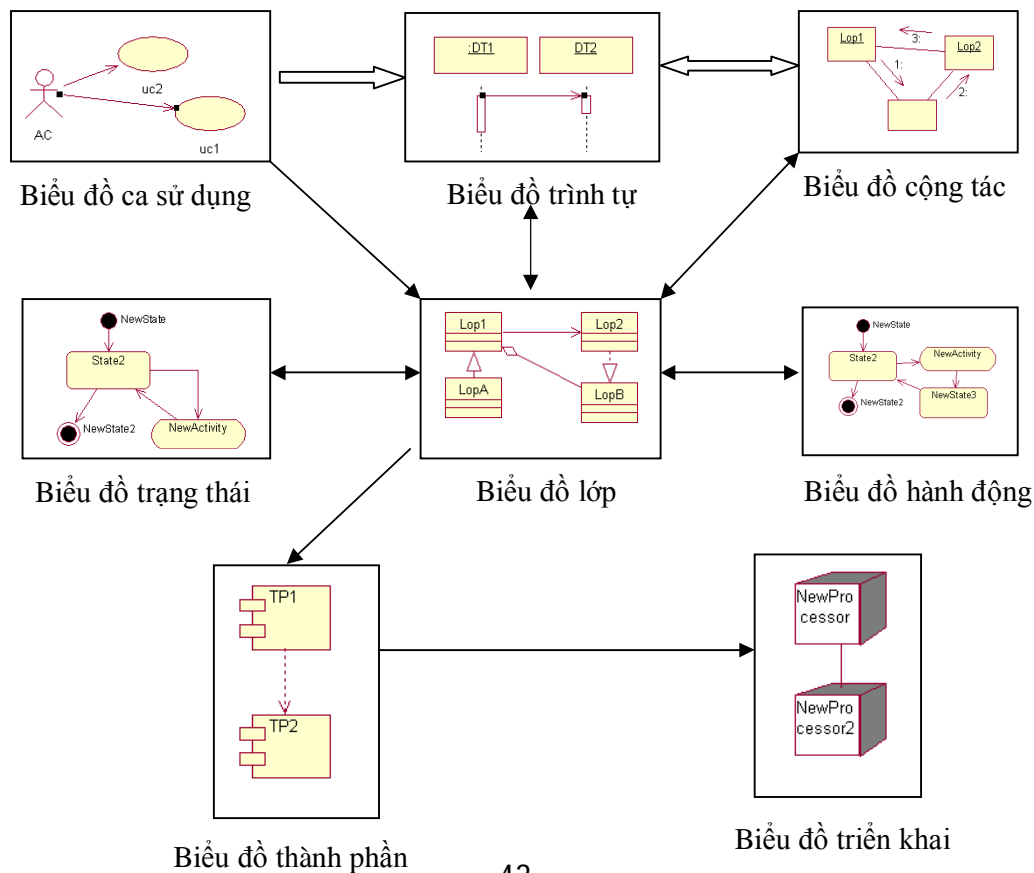 :DT1
DT2
Lop1
Lop2
3:
1:
2:
uc2
AC
uc1
Biểu đồ ca sử dụng
Biểu đồ trình tự
Biểu đồ cộng tác
NewState
State2
NewState2
NewActivity
Lop1
Lop2
LopA
LopB
NewState
State2
NewActivity
NewState3
NewState2
Biểu đồ trạng thái
Biểu đồ lớp
Biểu đồ hành động
TP1
TP2
NewPro
cessor
NewPro
cessor2
Biểu đồ thành phần
Biểu đồ triển khai